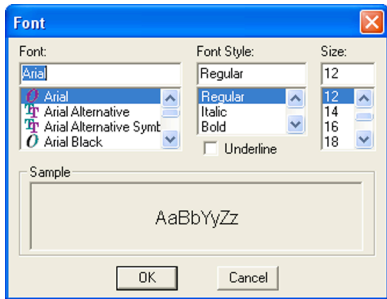 Font
Font: Font Style: Size:
Arial Regular 12
Arial Regular 12
Arial Alternative Italic 14
Arial Alternative Symb Bold 16
Arial Black 18
Underline
Sample
AaBbYyZz
OK Cancel